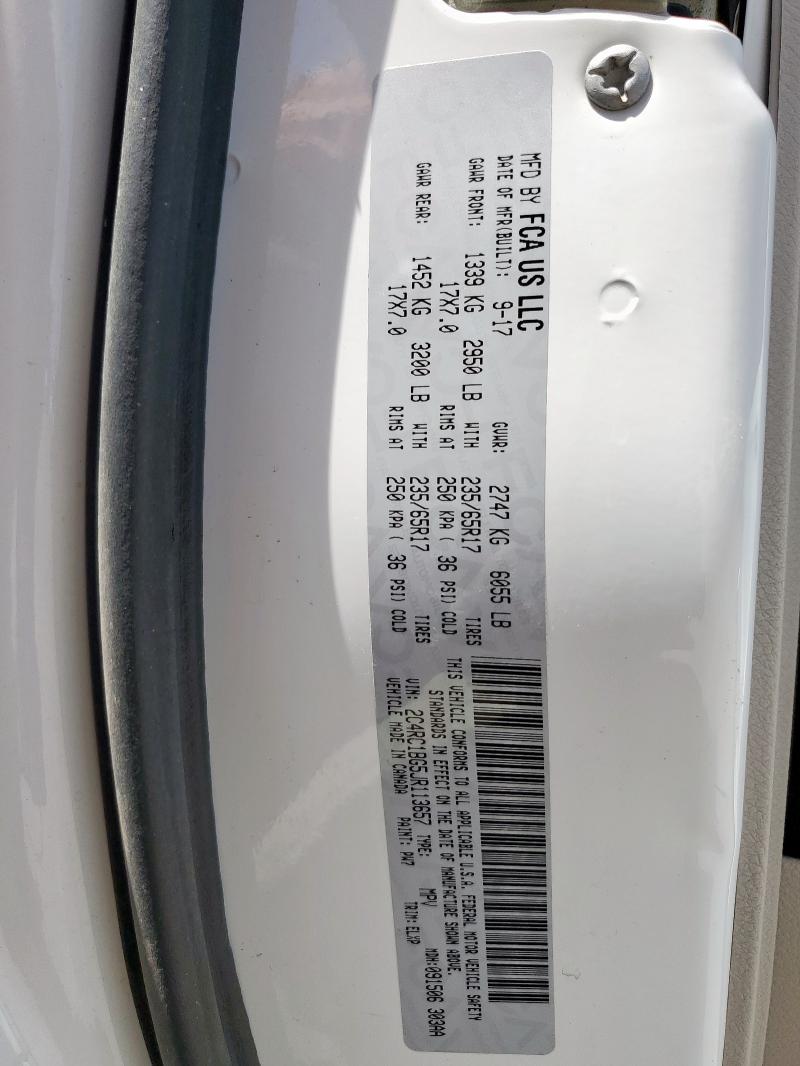 MFD BY FCA US LLC
DATE OF MFR(BUILT): 9-17 GVWR: 2747 KG 6055 LB
GAWR FRONT: 1339 KG 2950 LB WITH 235/65R17 TIRES
17X7.0 RIMS AT 250 KPA ( 36 PSI) COLD
GAWR REAR: 1452 KG 3200 LB WITH 235/65R17 TIRES
17X7.0 RIMS AT 250 KPA ( 36 PSI) COLD
THIS VEHICLE CONFORMS TO ALL APPLICABLE U.S.A. FEDERAL MOTOR VEHICLE SAFETY
STANDARDS IN EFFECT ON THE DATE OF MANUFACTURE SHOWN ABOVE.
VIN: 2C4RC1BG5JR113657 TYPE: MPV MDH:091506 303AA
VEHICLE MADE IN CANADA PAINT: PW7 TRIM: ELXP